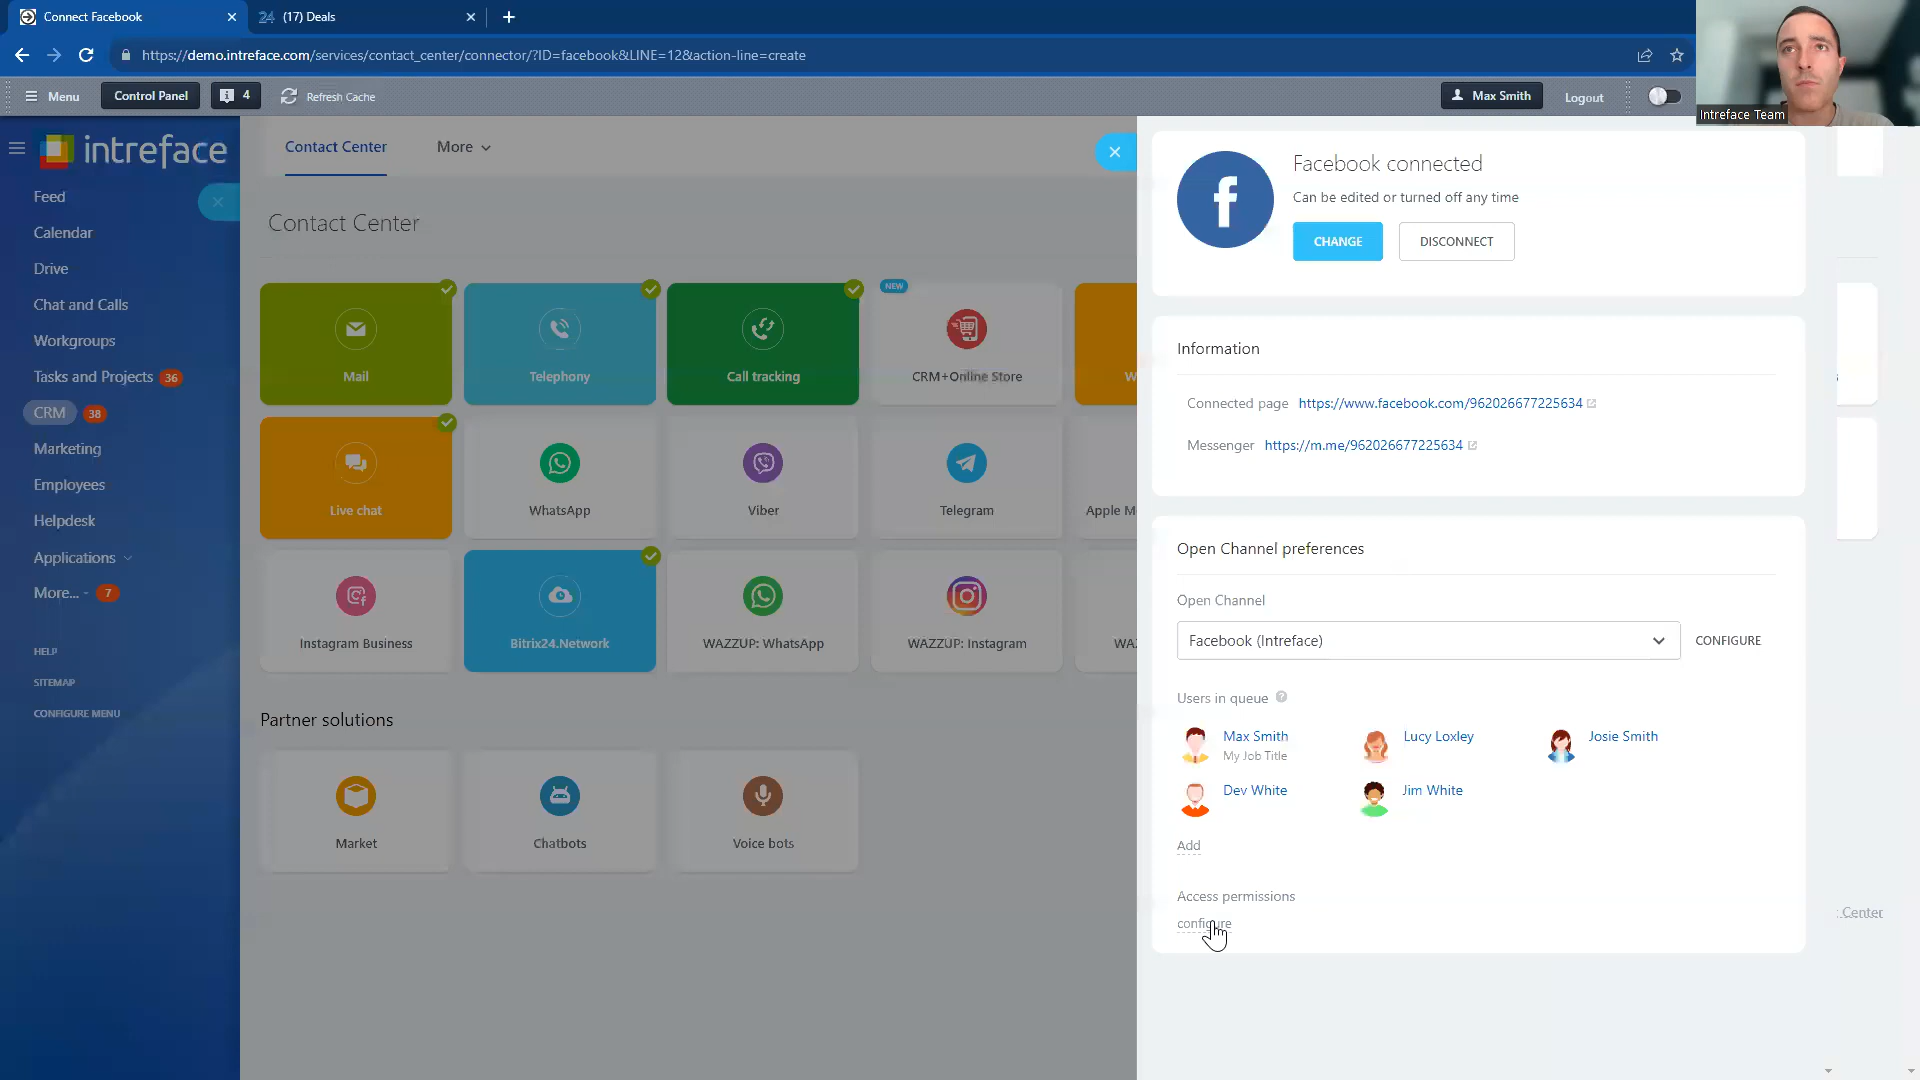 Connect Facebook
24 (17) Deals
https://demo.intreface.com/services/contact_center/connector/?ID=facebook&LINE=12&action-line=create
Menu
Control Panel
4
Refresh Cache
Max Smith
Logout
Intreface Team
intreface
Feed
Calendar
Drive
Chat and Calls
Workgroups
Tasks and Projects 36
CRM 38
Marketing
Employees
Helpdesk
Applications
More... 7
HELP
SITEMAP
CONFIGURE MENU
Contact Center
More
Contact Center
Mail
Telephony
Call tracking
NEW
CRM+Online Store
W
Live chat
WhatsApp
Viber
Telegram
Apple M
Instagram Business
Bitrix24.Network
WAZZUP: WhatsApp
WAZZUP: Instagram
WAZ
Partner solutions
Market
Chatbots
Voice bots
Facebook connected
Can be edited or turned off any time
CHANGE
DISCONNECT
Information
Connected page https://www.facebook.com/962026677225634
Messenger https://m.me/962026677225634
Open Channel preferences
Open Channel
Facebook (Intreface)
CONFIGURE
Users in queue
Max Smith
My Job Title
Lucy Loxley
Josie Smith
Dev White
Jim White
Add
Access permissions
configure
Center